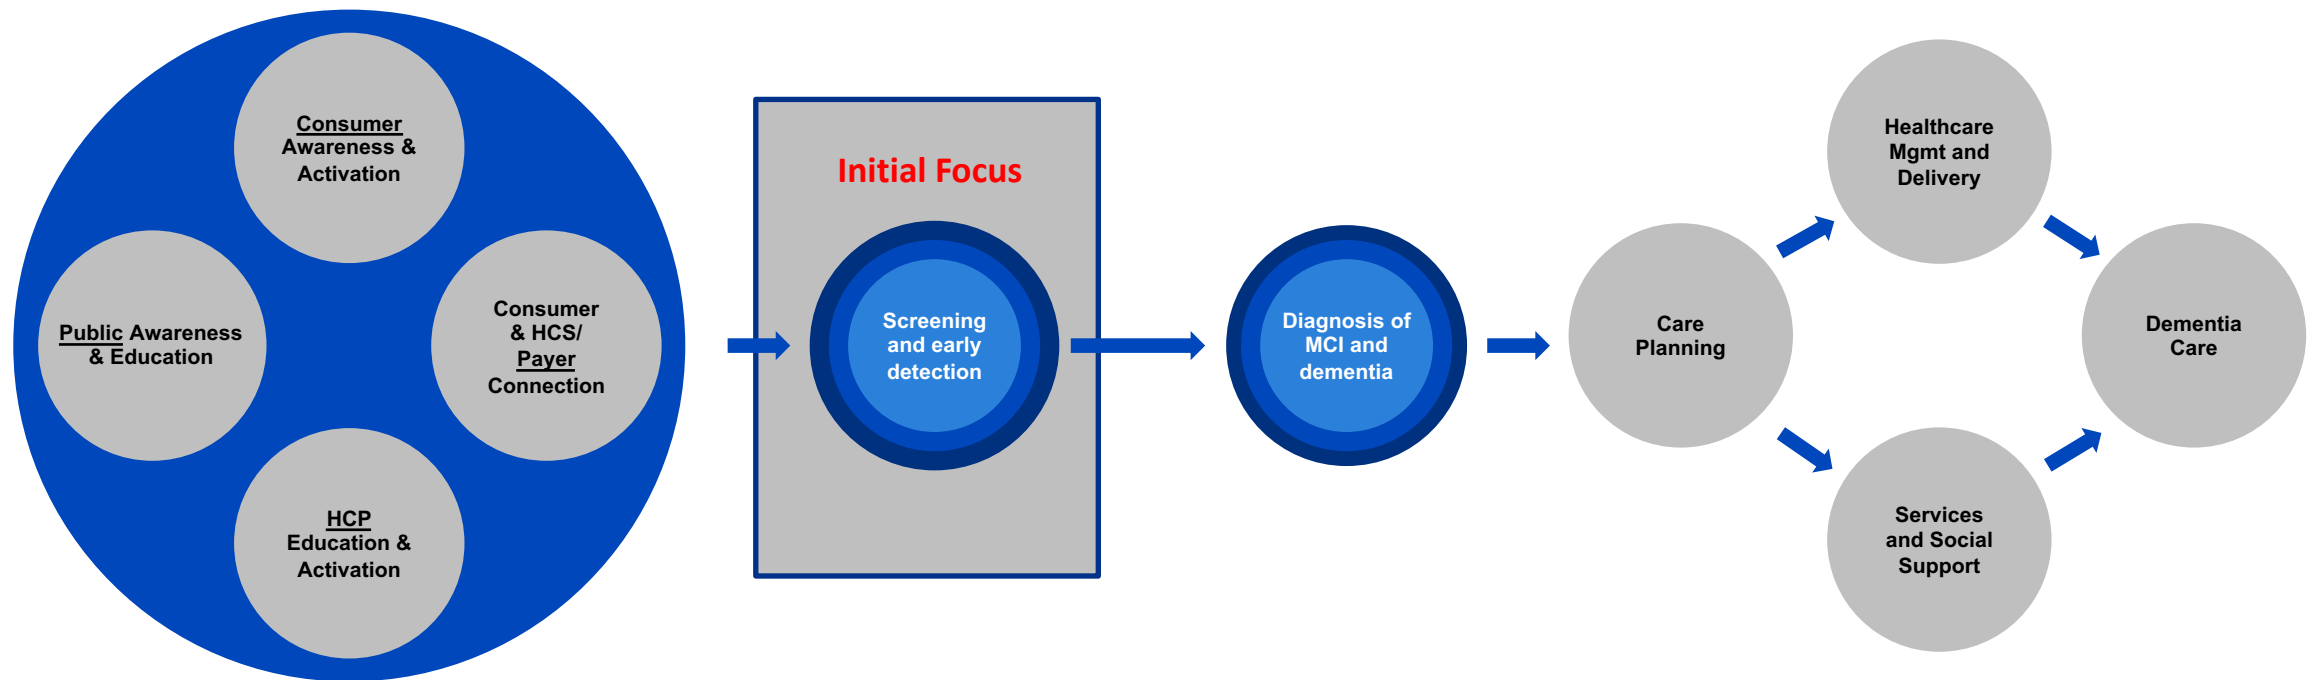 Consumer
Awareness &
Activation
Public Awareness
& Education
Consumer
& HCS/
Payer
Connection
HCP
Education &
Activation
Initial Focus
Screening
and early
detection
Diagnosis of
MCI and
dementia
Care
Planning
Healthcare
Mgmt and
Delivery
Services
and Social
Support
Dementia
Care